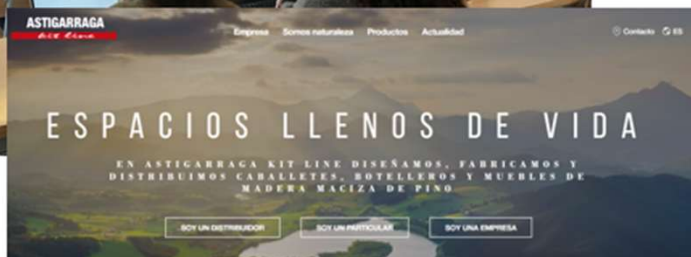 ASTIGARRAGA
kit line
Empresa Somos naturaleza Productos Actualidad
Contacto ES
ESPACIOS LLENOS DE VIDA
EN ASTIGARRAGA KIT LINE DISEÑAMOS, FABRICAMOS Y
DISTRIBUIMOS CABALLETES, BOTELLEROS Y MUEBLES DE
MADERA MACIZA DE PINO
SOY UN DISTRIBUIDOR SOY UN PARTICULAR SOY UNA EMPRESA